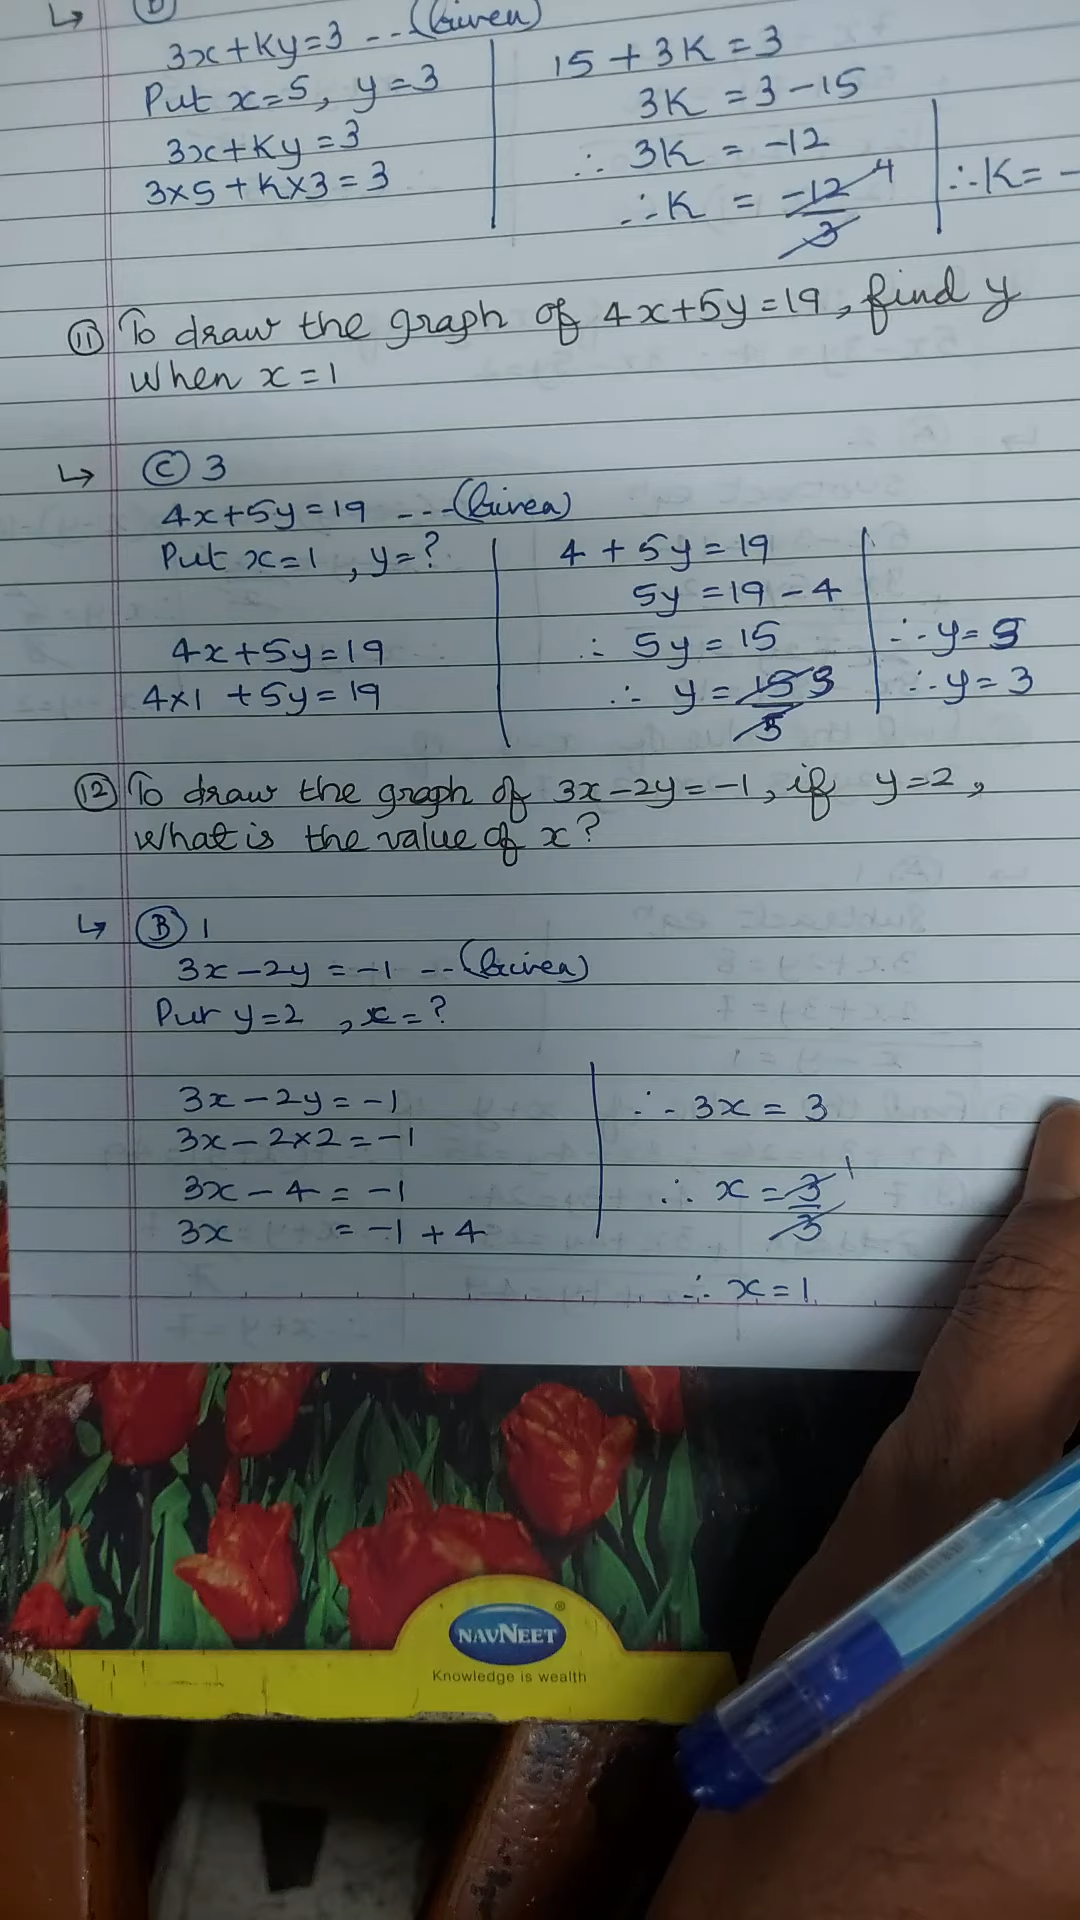 ↳ D
3x+Ky=3 ---(Given)
Put x=5, y=3
3x+Ky=3
3×5+K×3=3
15+3K=3
3K=3-15
∴ 3K = -12
∴ K = -12/3 4
∴ K = -
⑪ To draw the graph of 4x+5y=19, find y
when x=1
↳ Ⓒ 3
4x+5y=19 ---(Given)
Put x=1, y=?
4x+5y=19
4×1+5y=19
4+5y=19
5y=19-4
∴ 5y=15
∴ y=15/5 3
∴ y=
∴ y=3
⑫ To draw the graph of 3x-2y=-1, if y=2,
What is the value of x?
↳ Ⓑ 1
3x-2y=-1 --(Given)
Put y=2, x=?
3x-2y=-1
3x-2×2=-1
3x-4=-1
3x =-1+4
∴ 3x=3
∴ x=3/3 1
∴ x=1
NAVNEET ®
Knowledge is wealth